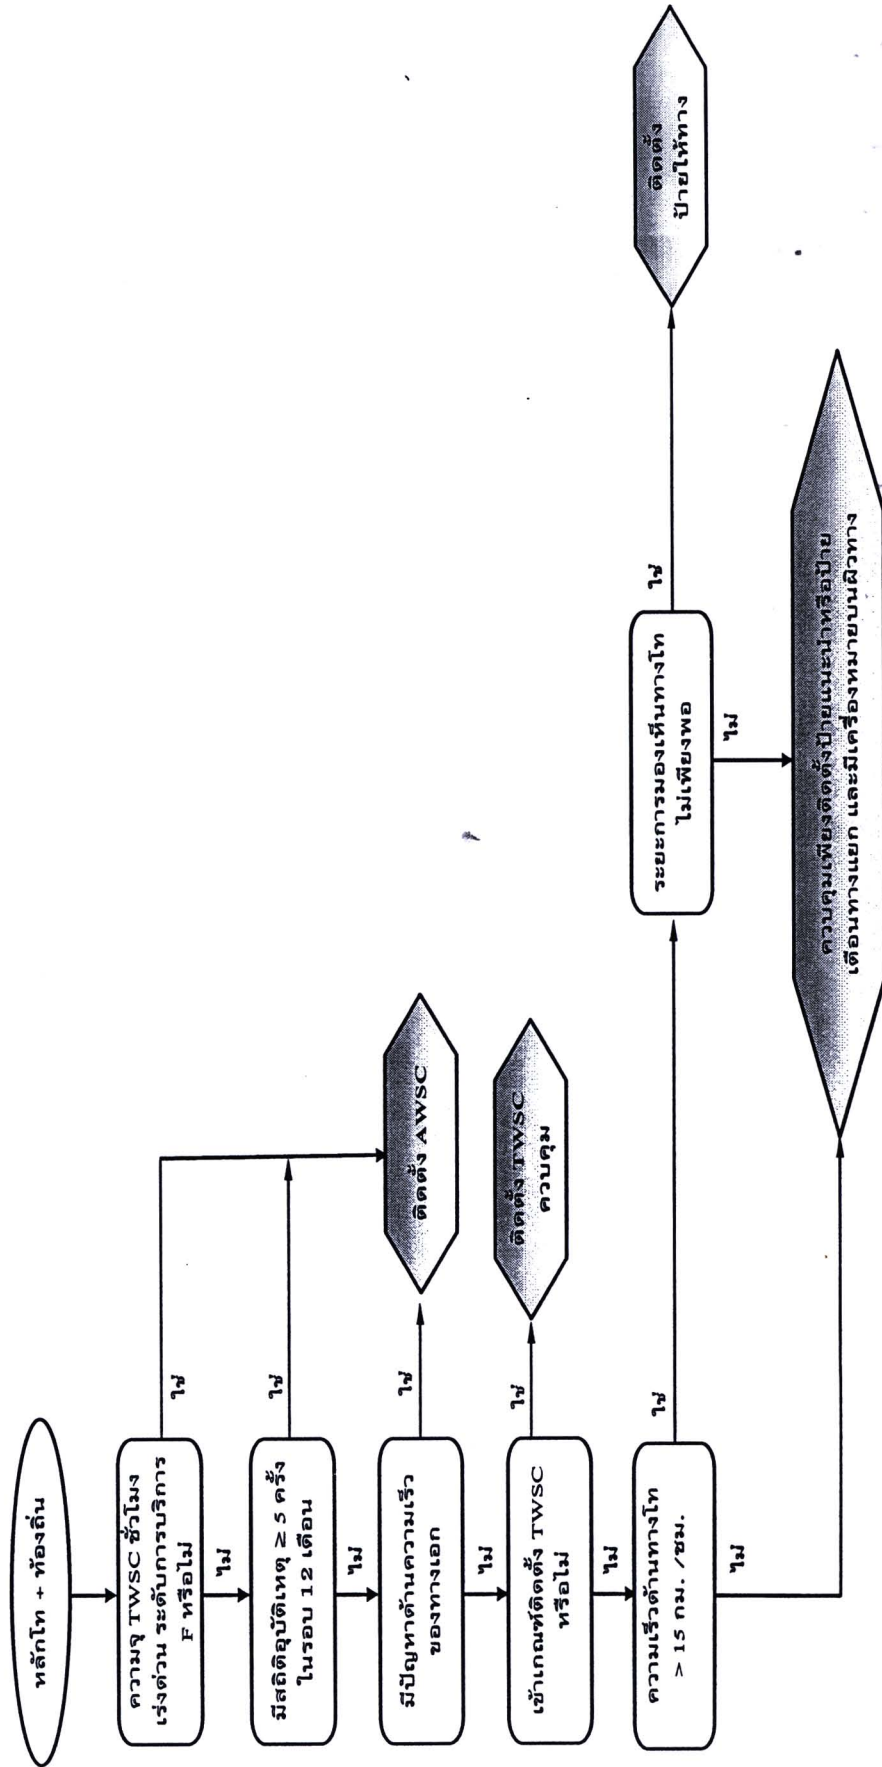 หลักโท + ท้องถิ่น
ความจุ TWSC ชั่วโมง
เร่งด่วน ระดับการบริการ
F หรือไม่
ใช่
ไม่
มีสถิติอุบัติเหตุ ≥ 5 ครั้ง
ในรอบ 12 เดือน
ใช่
ไม่
มีปัญหาด้านความเร็ว
ของทางเอก
ใช่
ติดตั้ง AWSC
ไม่
เข้าเกณฑ์ติดตั้ง TWSC
หรือไม่
ใช่
ติดตั้ง TWSC
ควบคุม
ไม่
ความเร็วด้านทางโท
> 15 กม. /ชม.
ใช่
ไม่
ระยะการมองเห็นทางโท
ไม่เพียงพอ
ใช่
ติดตั้ง
ป้ายให้ทาง
ไม่
ควบคุมเพียงติดตั้งป้ายแนะนำหรือป้าย
เตือนทางแยก และตีเครื่องหมายบนผิวทาง